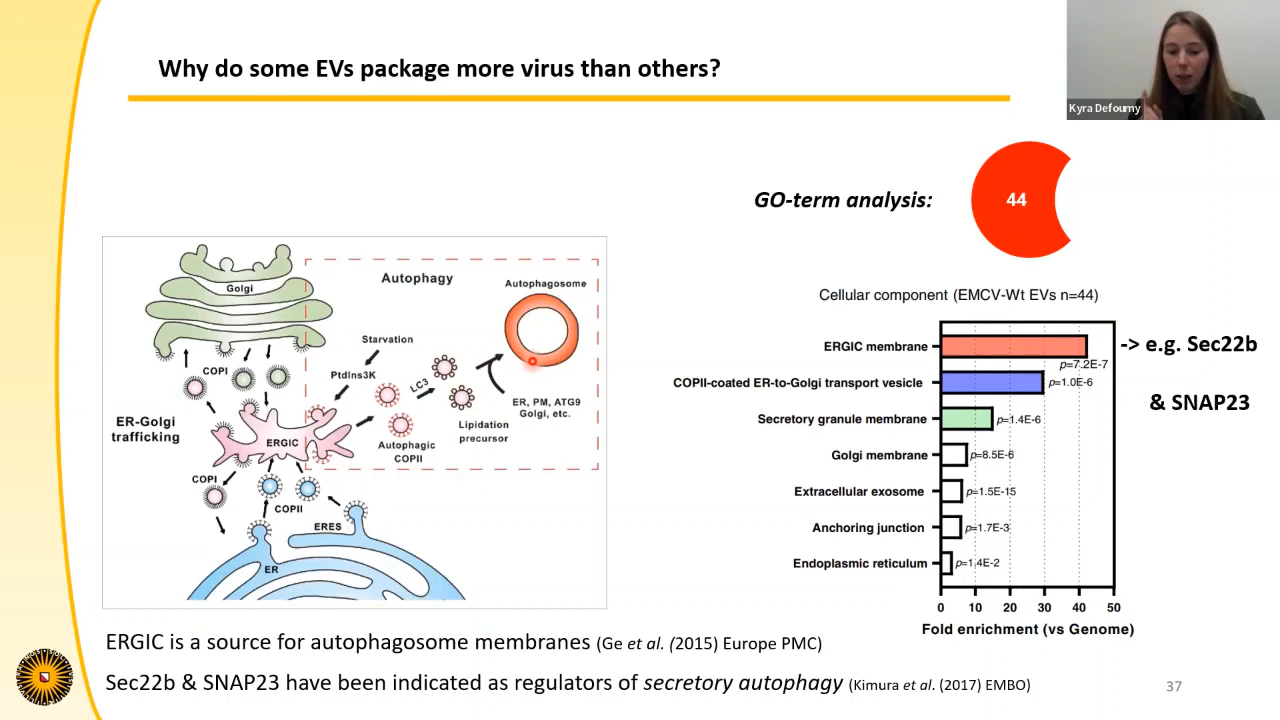 Why do some EVs package more virus than others?
Kyra Defourny
GO-term analysis:
44
Golgi
Autophagy
Autophagosome
Starvation
PtdIns3K
COPI
LC3
ER, PM, ATG9
Golgi, etc.
ER-Golgi
trafficking
ERGIC
Lipidation
precursor
Autophagic
COPII
COPI
COPII
ERES
ER
Cellular component (EMCV-Wt EVs n=44)
ERGIC membrane
p=7.2E-7
COPII-coated ER-to-Golgi transport vesicle
p=1.0E-6
Secretory granule membrane
p=1.4E-6
Golgi membrane
p=8.5E-6
Extracellular exosome
p=1.5E-15
Anchoring junction
p=1.7E-3
Endoplasmic reticulum
p=1.4E-2
0 10 20 30 40 50
Fold enrichment (vs Genome)
-> e.g. Sec22b
& SNAP23
ERGIC is a source for autophagosome membranes (Ge et al. (2015) Europe PMC)
Sec22b & SNAP23 have been indicated as regulators of secretory autophagy (Kimura et al. (2017) EMBO)
37